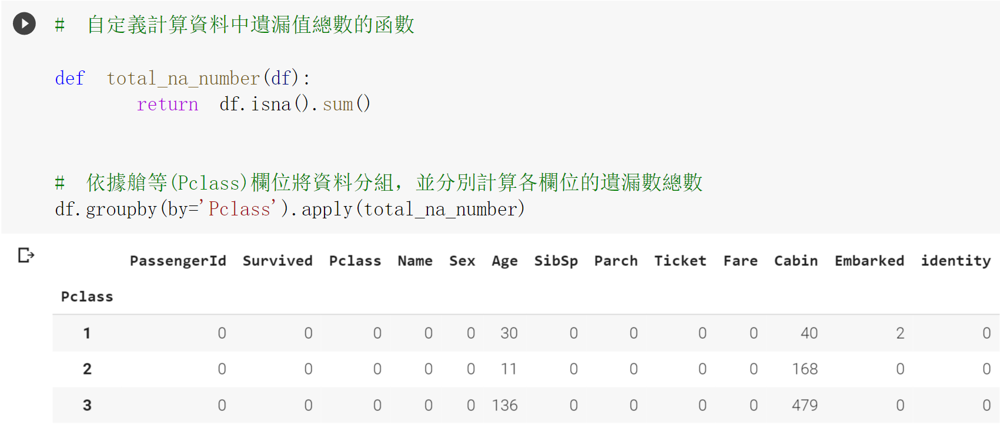 # 自定義計算資料中遺漏值總數的函數
def total_na_number(df):
return df.isna().sum()
# 依據艙等(Pclass)欄位將資料分組，並分別計算各欄位的遺漏數總數
df.groupby(by='Pclass').apply(total_na_number)
PassengerId Survived Pclass Name Sex Age SibSp Parch Ticket Fare Cabin Embarked identity
Pclass
1 0 0 0 0 0 30 0 0 0 0 40 2 0
2 0 0 0 0 0 11 0 0 0 0 168 0 0
3 0 0 0 0 0 136 0 0 0 0 479 0 0